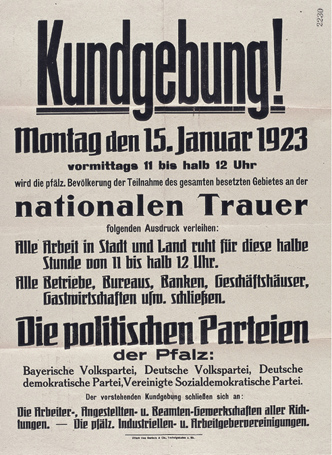 2230
Kundgebung!
Montag den 15. Januar 1923
vormittags 11 bis halb 12 Uhr
wird die pfälz. Bevölkerung der Teilnahme des gesamten besetzten Gebietes an der
nationalen Trauer
folgenden Ausdruck verleihen:
Alle Arbeit in Stadt und Land ruht für diese halbe
Stunde von 11 bis halb 12 Uhr.
Alle Betriebe, Bureaus, Banken, Geschäftshäuser,
Gastwirtschaften usw. schließen.
Die politischen Parteien
der Pfalz:
Bayerische Volkspartei, Deutsche Volkspartei, Deutsche
demokratische Partei, Vereinigte Sozialdemokratische Partei.
Der vorstehenden Kundgebung schließen sich an:
Die Arbeiter-, Angestellten- u. Beamten-Gewerkschaften aller Rich-
tungen. — Die pfälz. Industriellen- u. Arbeitgebervereinigungen.